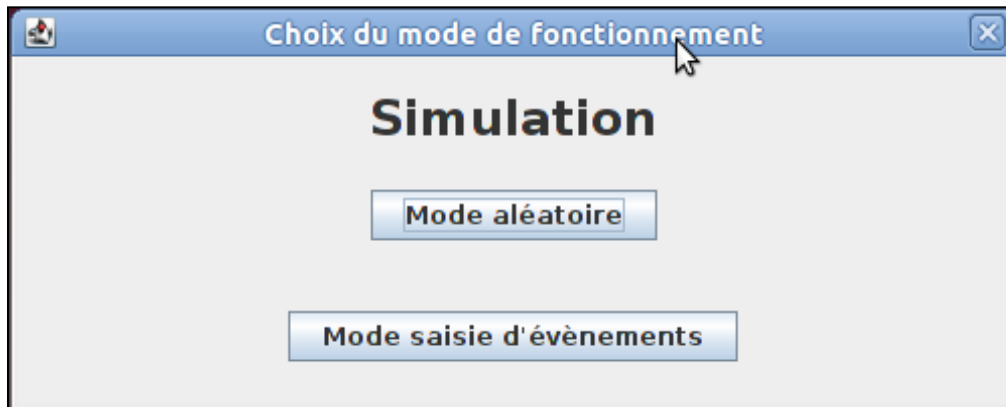 Choix du mode de fonctionnement
Simulation
Mode aléatoire
Mode saisie d'évènements